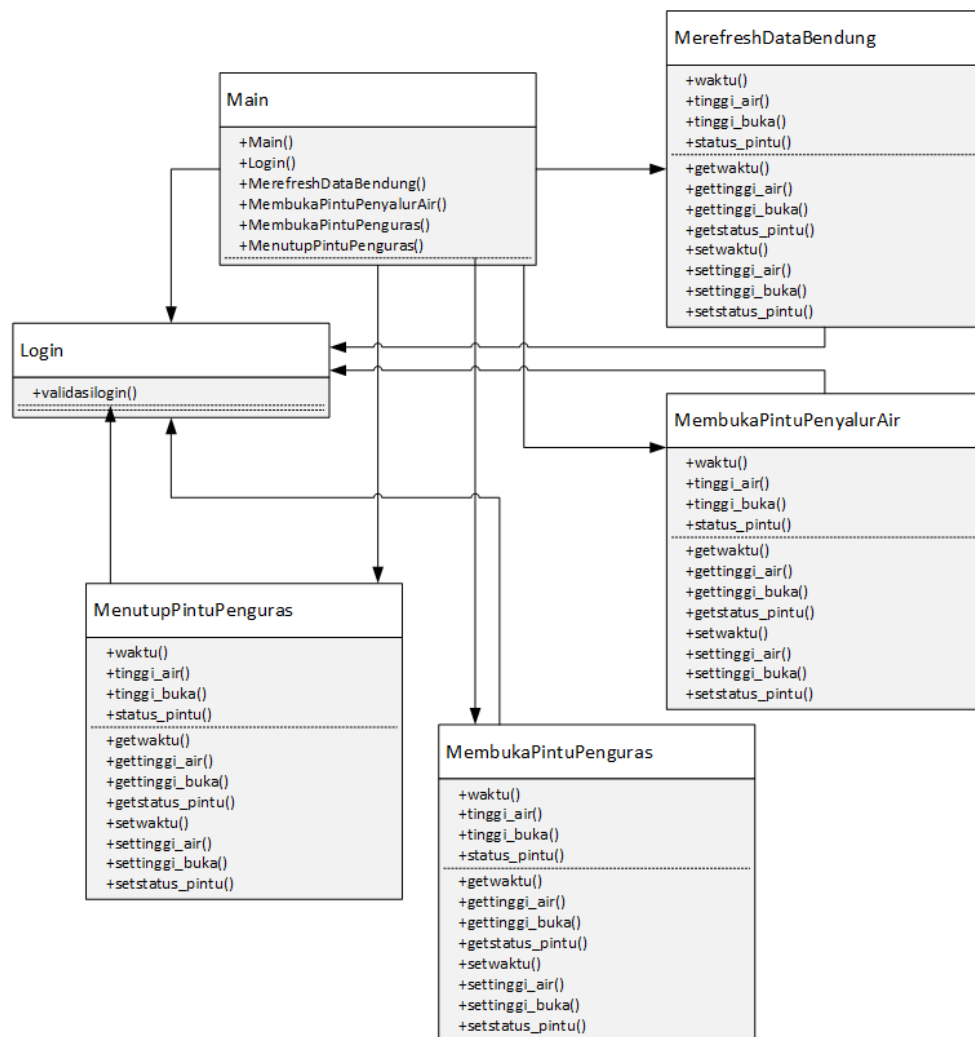 Main
+Main()
+Login()
+MerefreshDataBendung()
+MembukaPintuPenyalurAir()
+MembukaPintuPenguras()
+MenutupPintuPenguras()
MerefreshDataBendung
+waktu()
+tinggi_air()
+tinggi_buka()
+status_pintu()
+getwaktu()
+gettinggi_air()
+gettinggi_buka()
+getstatus_pintu()
+setwaktu()
+settinggi_air()
+settinggi_buka()
+setstatus_pintu()
Login
+validasilogin()
MembukaPintuPenyalurAir
+waktu()
+tinggi_air()
+tinggi_buka()
+status_pintu()
+getwaktu()
+gettinggi_air()
+gettinggi_buka()
+getstatus_pintu()
+setwaktu()
+settinggi_air()
+settinggi_buka()
+setstatus_pintu()
MenutupPintuPenguras
+waktu()
+tinggi_air()
+tinggi_buka()
+status_pintu()
+getwaktu()
+gettinggi_air()
+gettinggi_buka()
+getstatus_pintu()
+setwaktu()
+settinggi_air()
+settinggi_buka()
+setstatus_pintu()
MembukaPintuPenguras
+waktu()
+tinggi_air()
+tinggi_buka()
+status_pintu()
+getwaktu()
+gettinggi_air()
+gettinggi_buka()
+getstatus_pintu()
+setwaktu()
+settinggi_air()
+settinggi_buka()
+setstatus_pintu()